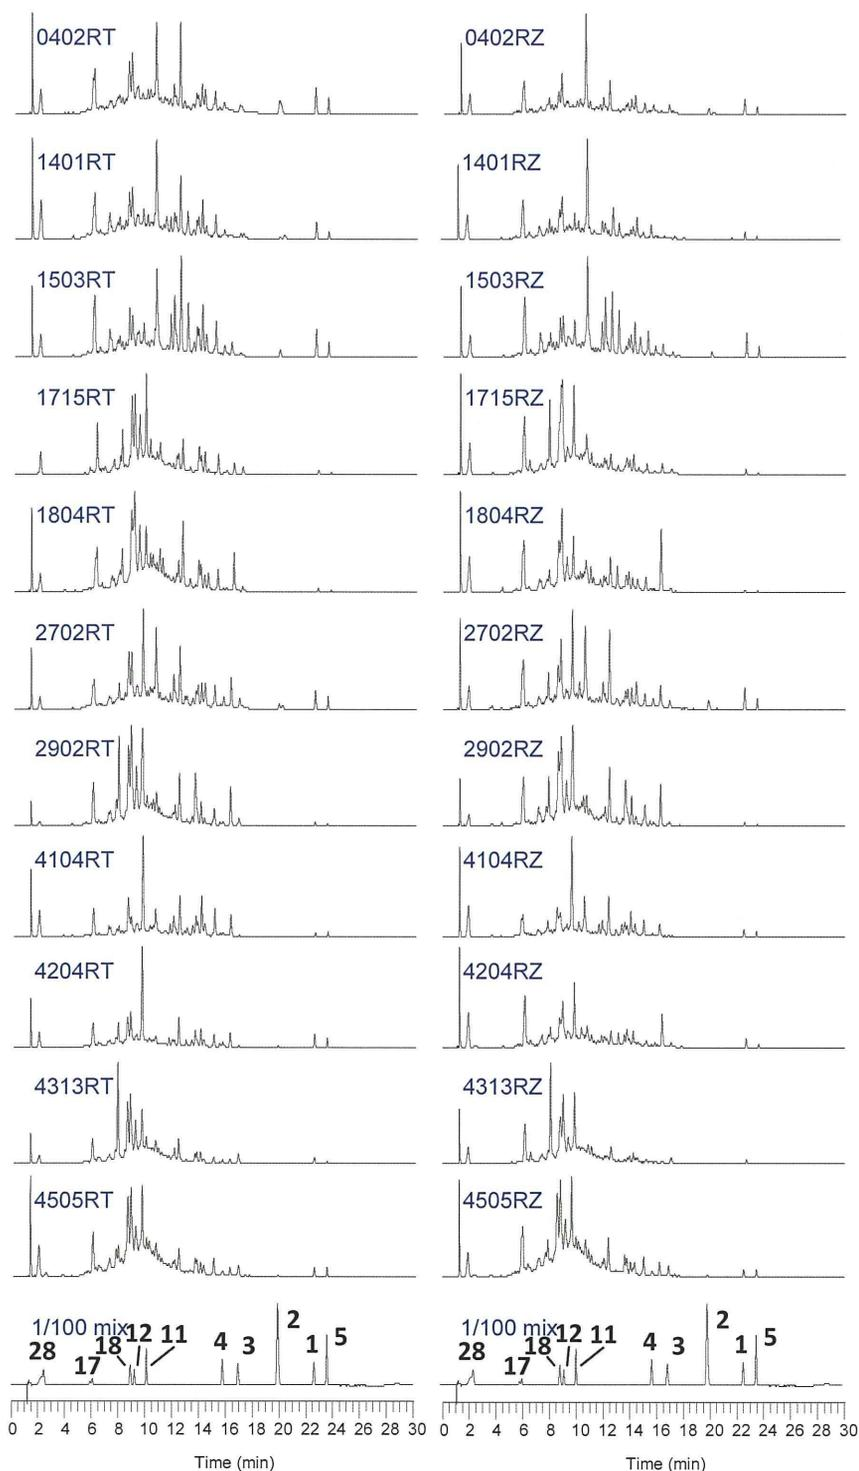 0402RT 0402RZ
1401RT 1401RZ
1503RT 1503RZ
1715RT 1715RZ
1804RT 1804RZ
2702RT 2702RZ
2902RT 2902RZ
4104RT 4104RZ
4204RT 4204RZ
4313RT 4313RZ
4505RT 4505RZ
1/100 mix 28 17 18 12 11 4 3 2 1 5
1/100 mix 28 17 18 12 11 4 3 2 1 5
0 2 4 6 8 10 12 14 16 18 20 22 24 26 28 30
0 2 4 6 8 10 12 14 16 18 20 22 24 26 28 30
Time (min) Time (min)